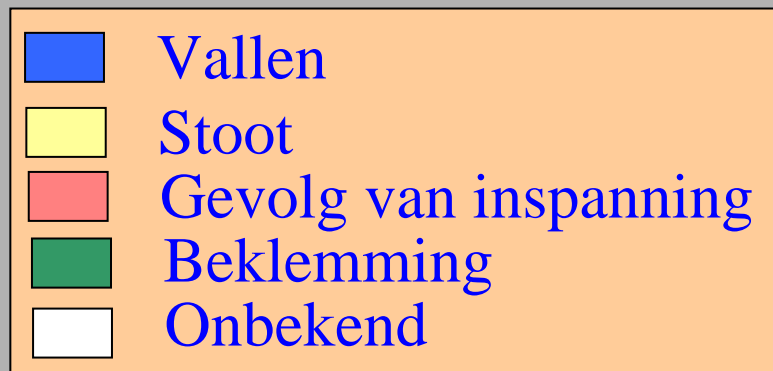 Vallen
Stoot
Gevolg van inspanning
Beklemming
Onbekend